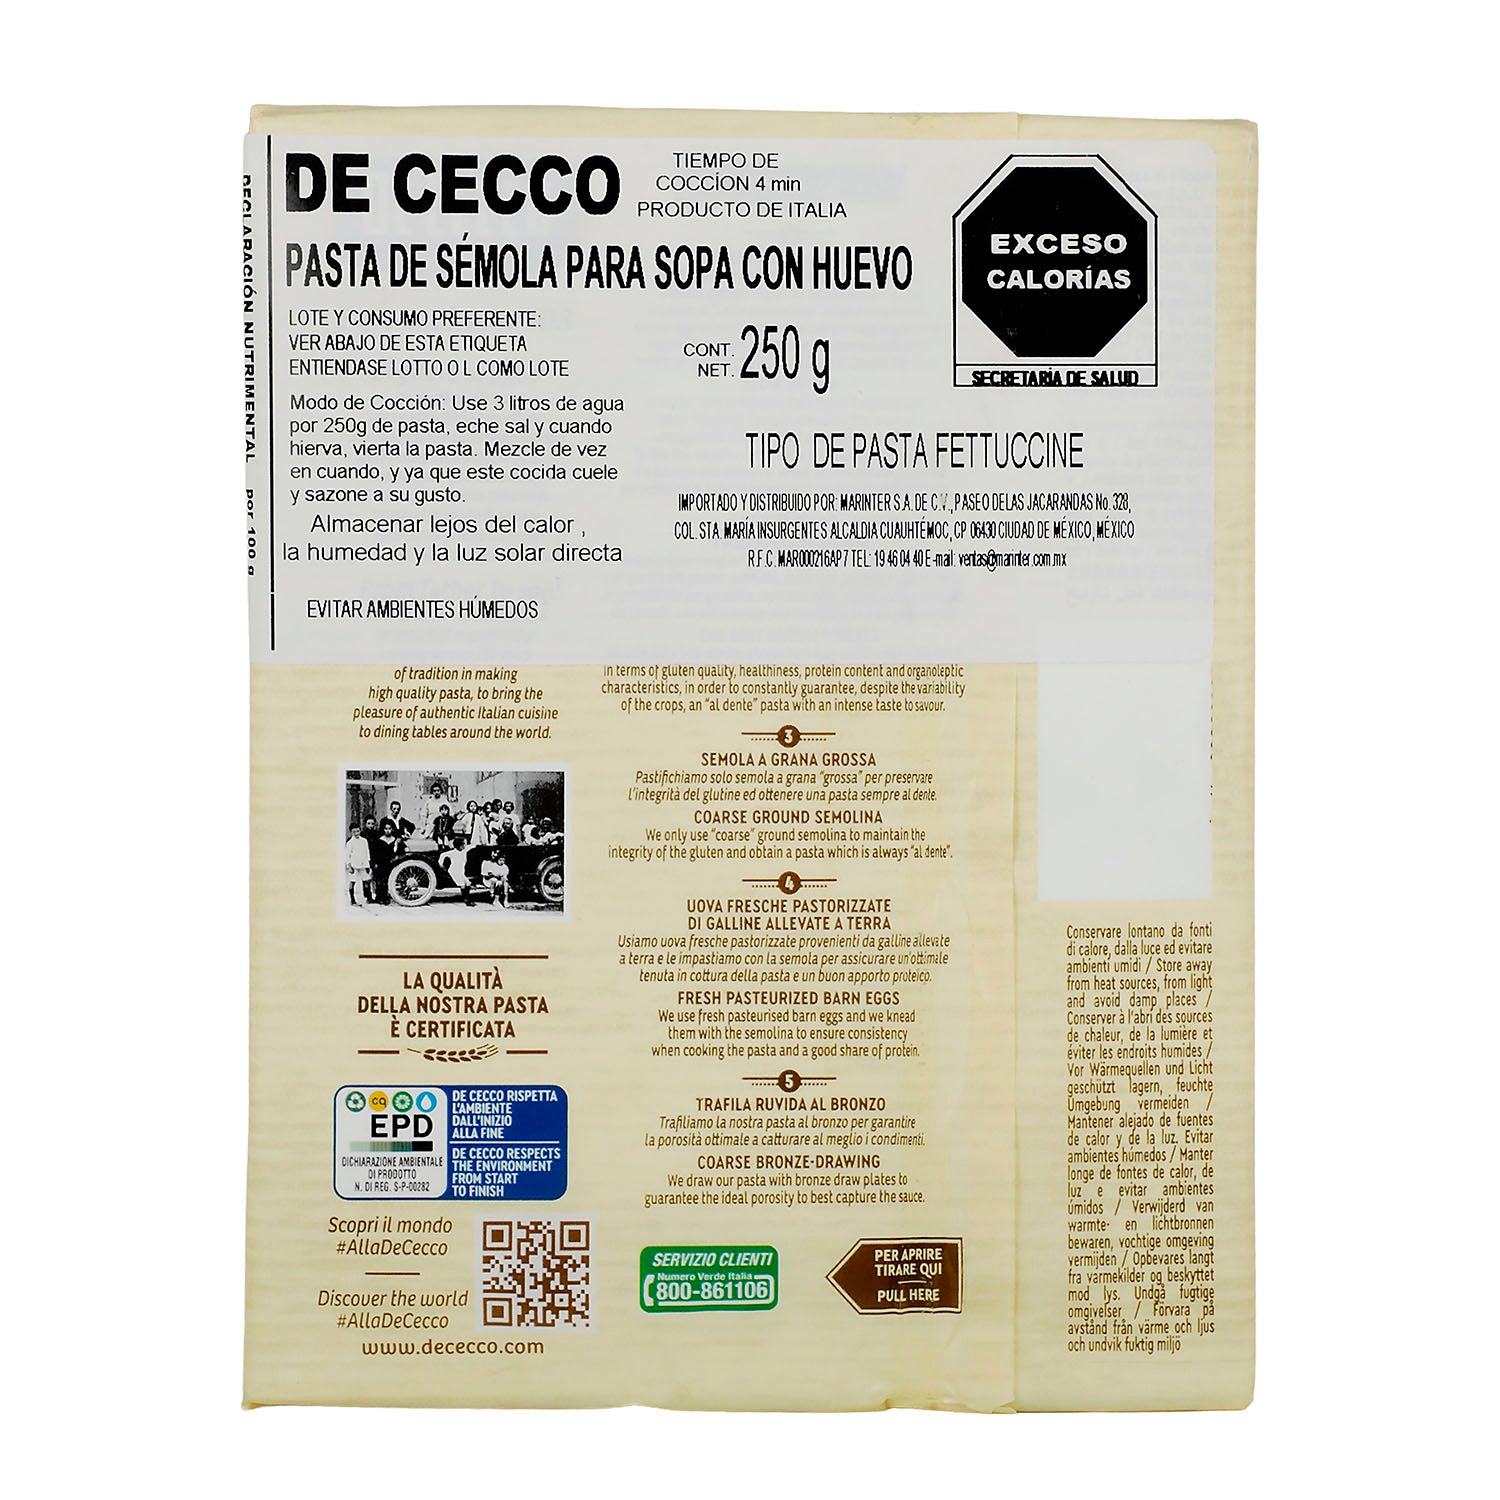 DECLARACIÓN NUTRIMENTAL por 100 g
DE CECCO
TIEMPO DE
COCCÍON 4 min
PRODUCTO DE ITALIA
PASTA DE SÉMOLA PARA SOPA CON HUEVO
LOTE Y CONSUMO PREFERENTE:
VER ABAJO DE ESTA ETIQUETA
ENTIENDASE LOTTO O L COMO LOTE
CONT.
NET. 250 g
EXCESO
CALORÍAS
SECRETARÍA DE SALUD
Modo de Cocción: Use 3 litros de agua
por 250g de pasta, eche sal y cuando
hierva, vierta la pasta. Mezcle de vez
en cuando, y ya que este cocida cuele
y sazone a su gusto.
Almacenar lejos del calor ,
la humedad y la luz solar directa
EVITAR AMBIENTES HÚMEDOS
TIPO DE PASTA FETTUCCINE
IMPORTADO Y DISTRIBUIDO POR: MARINTER S.A. DE C.V., PASEO DE LAS JACARANDAS No. 328,
COL. STA. MARÍA INSURGENTES ALCALDIA CUAUHTÉMOC, CP 06430 CIUDAD DE MÉXICO, MÉXICO
R.F.C. MAR000216AP7 TEL: 19 46 04 40 E-mail: ventas@marinter.com.mx
of tradition in making
high quality pasta, to bring the
pleasure of authentic Italian cuisine
to dining tables around the world.
LA QUALITÀ
DELLA NOSTRA PASTA
È CERTIFICATA
EPD
DICHIARAZIONE AMBIENTALE
DI PRODOTTO
N. DI REG. S-P-00282
DE CECCO RISPETTA
L'AMBIENTE
DALL'INIZIO
ALLA FINE
DE CECCO RESPECTS
THE ENVIRONMENT
FROM START
TO FINISH
Scopri il mondo
#AllaDeCecco
Discover the world
#AllaDeCecco
www.dececco.com
in terms of gluten quality, healthiness, protein content and organoleptic
characteristics, in order to constantly guarantee, despite the variability
of the crops, an "al dente" pasta with an intense taste to savour.
3
SEMOLA A GRANA GROSSA
Pastifichiamo solo semola a grana "grossa" per preservare
l'integrità del glutine ed ottenere una pasta sempre al dente.
COARSE GROUND SEMOLINA
We only use "coarse" ground semolina to maintain the
integrity of the gluten and obtain a pasta which is always "al dente".
4
UOVA FRESCHE PASTORIZZATE
DI GALLINE ALLEVATE A TERRA
Usiamo uova fresche pastorizzate provenienti da galline allevate
a terra e le impastiamo con la semola per assicurare un'ottimale
tenuta in cottura della pasta e un buon apporto proteico.
FRESH PASTEURIZED BARN EGGS
We use fresh pasteurised barn eggs and we knead
them with the semolina to ensure consistency
when cooking the pasta and a good share of protein.
5
TRAFILA RUVIDA AL BRONZO
Trafiliamo la nostra pasta al bronzo per garantire
la porosità ottimale a catturare al meglio i condimenti.
COARSE BRONZE-DRAWING
We draw our pasta with bronze draw plates to
guarantee the ideal porosity to best capture the sauce.
SERVIZIO CLIENTI
Numero Verde Italia
800-861106
PER APRIRE
TIRARE QUI
PULL HERE
Conservare lontano da fonti
di calore, dalla luce ed evitare
ambienti umidi / Store away
from heat sources, from light
and avoid damp places /
Conserver à l'abri des sources
de chaleur, de la lumière et
éviter les endroits humides /
Vor Wärmequellen und Licht
geschützt lagern, feuchte
Umgebung vermeiden /
Mantener alejado de fuentes
de calor y de la luz. Evitar
ambientes húmedos / Manter
longe de fontes de calor, de
luz e evitar ambientes
úmidos / Verwijderd van
warmte- en lichtbronnen
bewaren, vochtige omgeving
vermijden / Opbevares langt
fra varmekilder og beskyttet
mod lys. Undgå fugtige
omgivelser / Förvara på
avstånd från värme och ljus
och undvik fuktig miljö